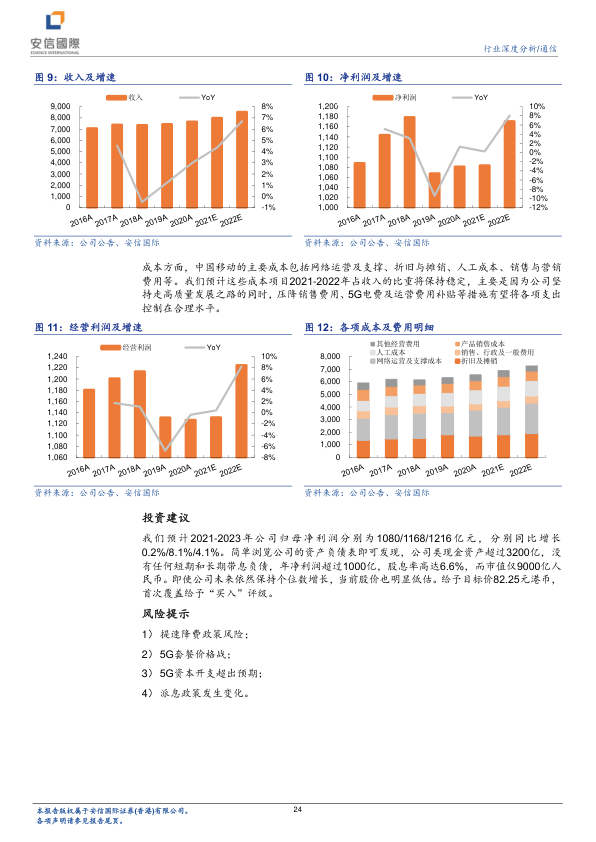 安信國際
ESSENCE INTERNATIONAL
行业深度分析/通信
图 9：收入及增速
收入 YoY
9,000
8,000
7,000
6,000
5,000
4,000
3,000
2,000
1,000
0
8%
7%
6%
5%
4%
3%
2%
1%
0%
-1%
2016A 2017A 2018A 2019A 2020A 2021E 2022E
资料来源：公司公告、安信国际
图 10：净利润及增速
净利润 YoY
1,200
1,180
1,160
1,140
1,120
1,100
1,080
1,060
1,040
1,020
1,000
10%
8%
6%
4%
2%
0%
-2%
-4%
-6%
-8%
-10%
-12%
2016A 2017A 2018A 2019A 2020A 2021E 2022E
资料来源：公司公告、安信国际
成本方面，中国移动的主要成本包括网络运营及支撑、折旧与摊销、人工成本、销售与营销
费用等。我们预计这些成本项目2021-2022年占收入的比重将保持稳定，主要是因为公司坚
持走高质量发展之路的同时，压降销售费用、5G电费及运营费用补贴等措施有望将各项支出
控制在合理水平。
图 11：经营利润及增速
经营利润 YoY
1,240
1,220
1,200
1,180
1,160
1,140
1,120
1,100
1,080
1,060
10%
8%
6%
4%
2%
0%
-2%
-4%
-6%
-8%
2016A 2017A 2018A 2019A 2020A 2021E 2022E
资料来源：公司公告、安信国际
图 12：各项成本及费用明细
其他经营费用 产品销售成本
人工成本 销售、行政及一般费用
网络运营及支撑成本 折旧及摊销
8,000
7,000
6,000
5,000
4,000
3,000
2,000
1,000
0
2016A 2017A 2018A 2019A 2020A 2021E 2022E
资料来源：公司公告、安信国际
投资建议
我们预计2021-2023年公司归母净利润分别为1080/1168/1216亿元，分别同比增长
0.2%/8.1%/4.1%。简单浏览公司的资产负债表即可发现，公司类现金资产超过3200亿，没
有任何短期和长期带息负债，年净利润超过1000亿，股息率高达6.6%，而市值仅9000亿人
民币。即使公司未来依然保持个位数增长，当前股价也明显低估。给予目标价82.25元港币，
首次覆盖给予“买入”评级。
风险提示
1） 提速降费政策风险；
2） 5G套餐价格战；
3） 5G资本开支超出预期；
4） 派息政策发生变化。
本报告版权属于安信国际证券(香港)有限公司。
各项声明请参见报告尾页。
24